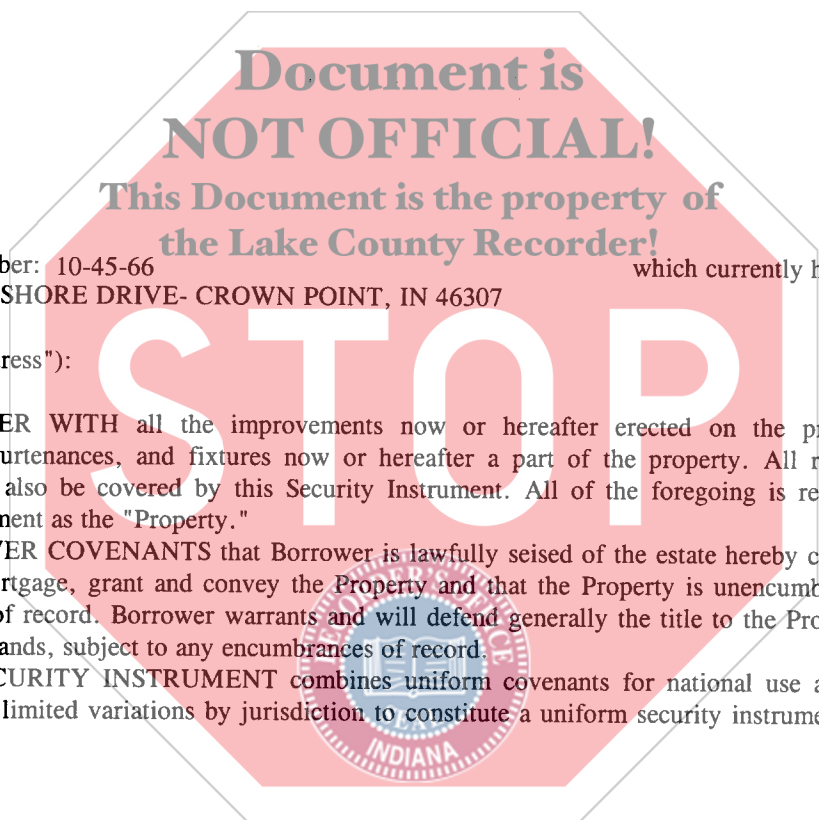 Document is
NOT OFFICIAL!
This Document is the property of
the Lake County Recorder!
ber: 10-45-66 which currently h
SHORE DRIVE- CROWN POINT, IN 46307
ress"):
STOP
ER WITH all the improvements now or hereafter erected on the pr
urtenances, and fixtures now or hereafter a part of the property. All r
also be covered by this Security Instrument. All of the foregoing is re
ment as the "Property."
VER COVENANTS that Borrower is lawfully seised of the estate hereby c
rtgage, grant and convey the Property and that the Property is unencumb
of record. Borrower warrants and will defend generally the title to the Pro
ands, subject to any encumbrances of record.
CURITY INSTRUMENT combines uniform covenants for national use a
limited variations by jurisdiction to constitute a uniform security instrume
RECORDER'S OFFICE
SEAL
INDIANA